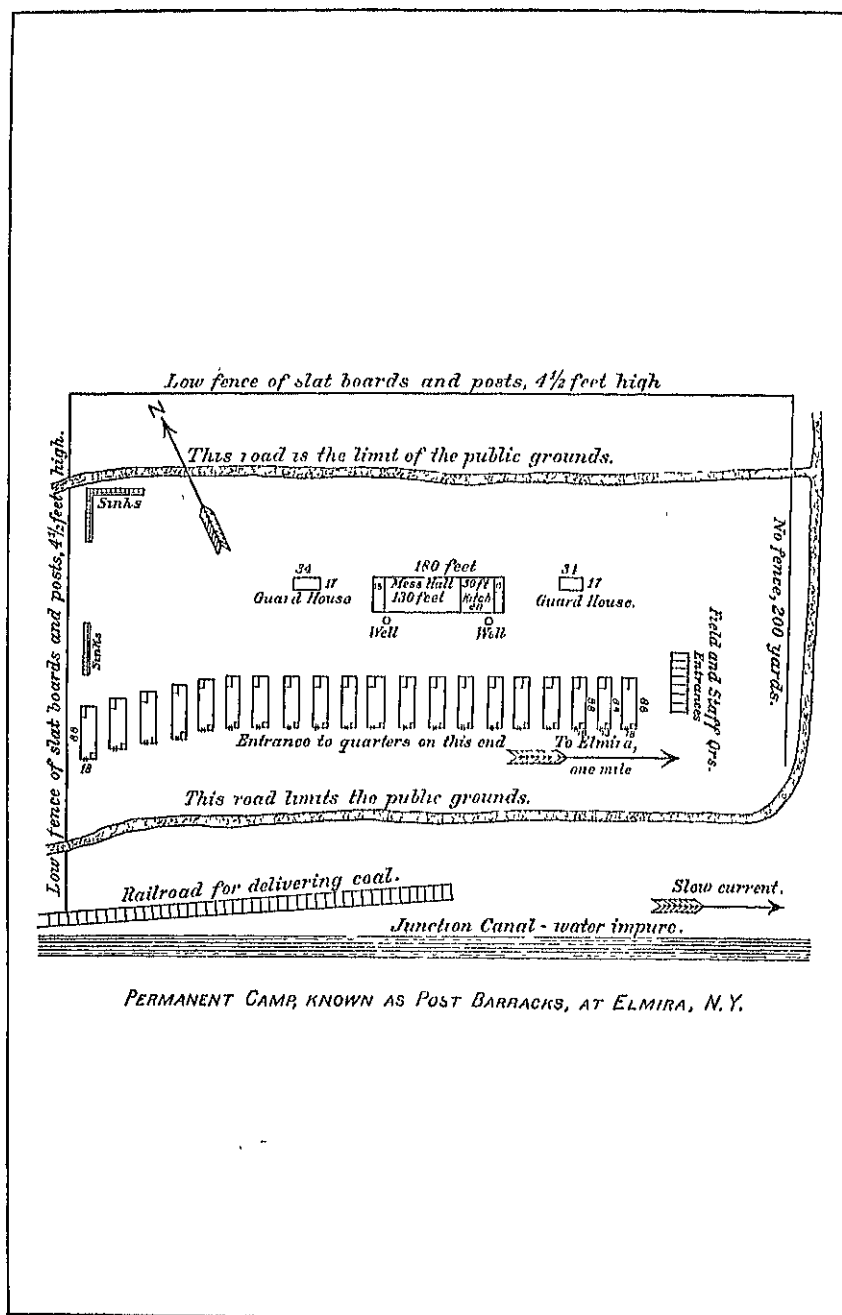 Low fence of slat boards and posts, 4½ feet high
Low fence of slat boards and posts, 4½ feet high.
N
This road is the limit of the public grounds.
Sinks
34
17
Guard House
180 feet
Mess Hall
130 feet
30 ft
Kitch
en
Well
Well
31
17
Guard House.
No fence, 200 yards.
Field and Staff Qrs.
Entrances
Sinks
88
18
88
88
Entrance to quarters on this end
To Elmira,
one mile
This road limits the public grounds.
Railroad for delivering coal.
Slow current.
Junction Canal - water impure.
PERMANENT CAMP, KNOWN AS POST BARRACKS, AT ELMIRA, N.Y.